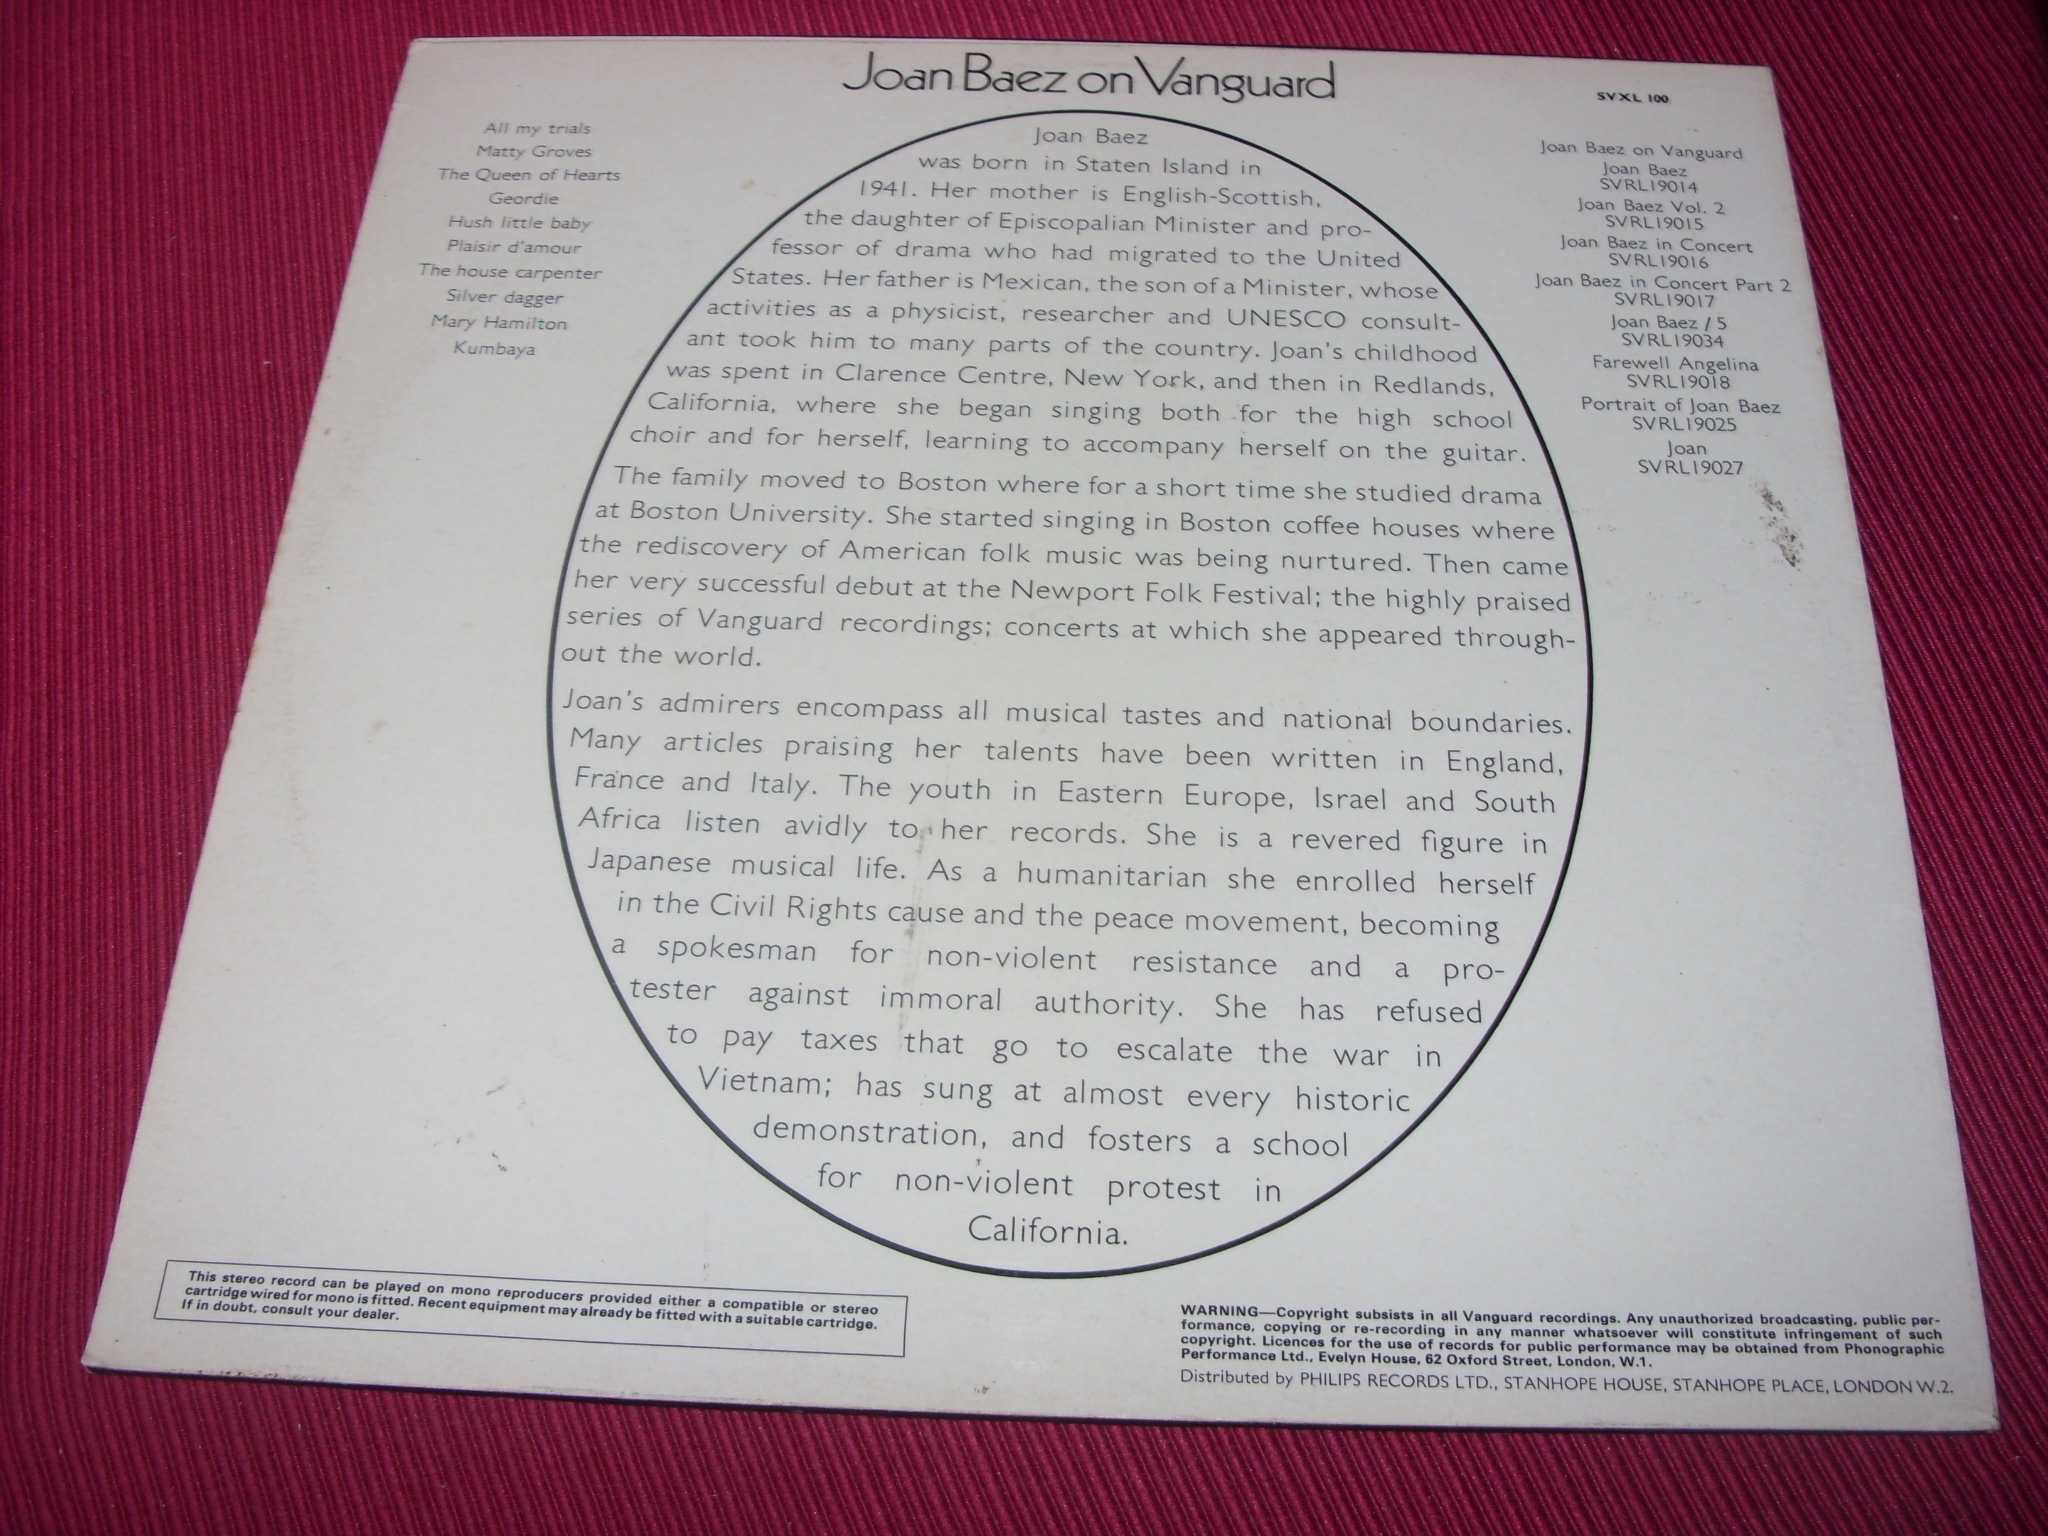 Joan Baez on Vanguard
SVXL 100
All my trials
Matty Groves
The Queen of Hearts
Geordie
Hush little baby
Plaisir d'amour
The house carpenter
Silver dagger
Mary Hamilton
Kumbaya
Joan Baez
was born in Staten Island in
1941. Her mother is English-Scottish,
the daughter of Episcopalian Minister and pro-
fessor of drama who had migrated to the United
States. Her father is Mexican, the son of a Minister, whose
activities as a physicist, researcher and UNESCO consult-
ant took him to many parts of the country. Joan's childhood
was spent in Clarence Centre, New York, and then in Redlands,
California, where she began singing both for the high school
choir and for herself, learning to accompany herself on the guitar.
The family moved to Boston where for a short time she studied drama
at Boston University. She started singing in Boston coffee houses where
the rediscovery of American folk music was being nurtured. Then came
her very successful debut at the Newport Folk Festival; the highly praised
series of Vanguard recordings; concerts at which she appeared through-
out the world.
Joan's admirers encompass all musical tastes and national boundaries.
Many articles praising her talents have been written in England,
France and Italy. The youth in Eastern Europe, Israel and South
Africa listen avidly to her records. She is a revered figure in
Japanese musical life. As a humanitarian she enrolled herself
in the Civil Rights cause and the peace movement, becoming
a spokesman for non-violent resistance and a pro-
tester against immoral authority. She has refused
to pay taxes that go to escalate the war in
Vietnam; has sung at almost every historic
demonstration, and fosters a school
for non-violent protest in
California.
Joan Baez on Vanguard
Joan Baez
SVRL19014
Joan Baez Vol. 2
SVRL19015
Joan Baez in Concert
SVRL19016
Joan Baez in Concert Part 2
SVRL19017
Joan Baez / 5
SVRL19034
Farewell Angelina
SVRL19018
Portrait of Joan Baez
SVRL19025
Joan
SVRL19027
This stereo record can be played on mono reproducers provided either a compatible or stereo
cartridge wired for mono is fitted. Recent equipment may already be fitted with a suitable cartridge.
If in doubt, consult your dealer.
WARNING—Copyright subsists in all Vanguard recordings. Any unauthorized broadcasting, public per-
formance, copying or re-recording in any manner whatsoever will constitute infringement of such
copyright. Licences for the use of records for public performance may be obtained from Phonographic
Performance Ltd., Evelyn House, 62 Oxford Street, London, W.1.
Distributed by PHILIPS RECORDS LTD., STANHOPE HOUSE, STANHOPE PLACE, LONDON W.2.